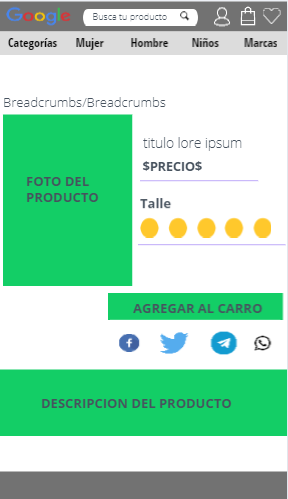 Google
Busca tu producto
Categorías Mujer Hombre Niños Marcas
Breadcrumbs/Breadcrumbs
FOTO DEL
PRODUCTO
titulo lore ipsum
$PRECIO$
Talle
AGREGAR AL CARRO
DESCRIPCION DEL PRODUCTO